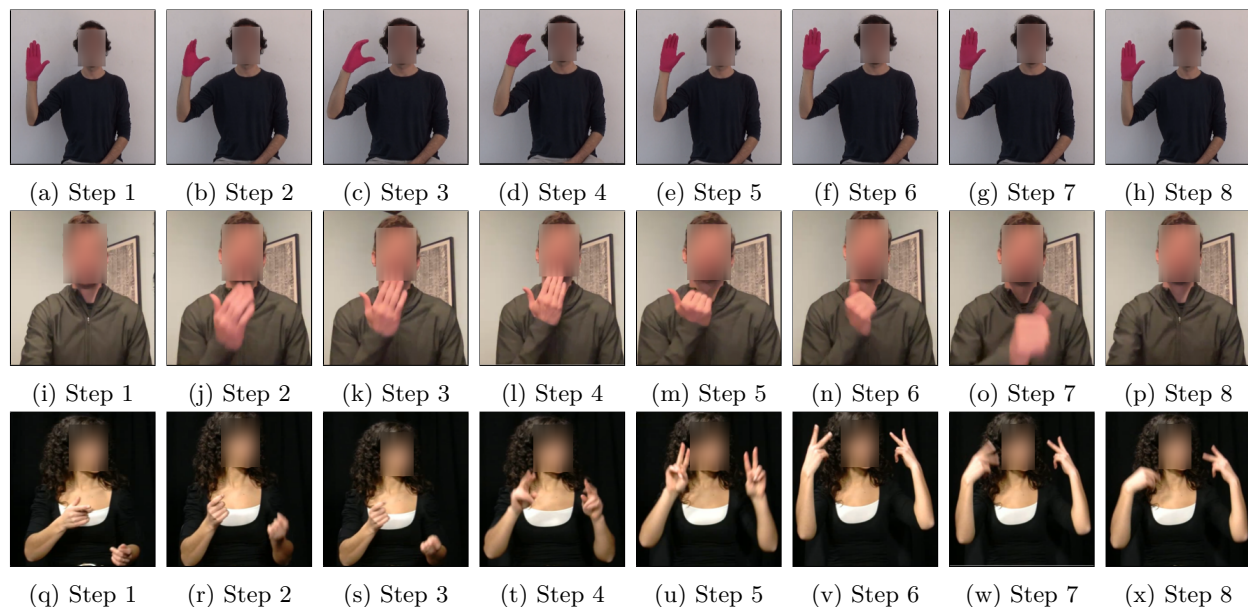 (a) Step 1 (b) Step 2 (c) Step 3 (d) Step 4 (e) Step 5 (f) Step 6 (g) Step 7 (h) Step 8
(i) Step 1 (j) Step 2 (k) Step 3 (l) Step 4 (m) Step 5 (n) Step 6 (o) Step 7 (p) Step 8
(q) Step 1 (r) Step 2 (s) Step 3 (t) Step 4 (u) Step 5 (v) Step 6 (w) Step 7 (x) Step 8